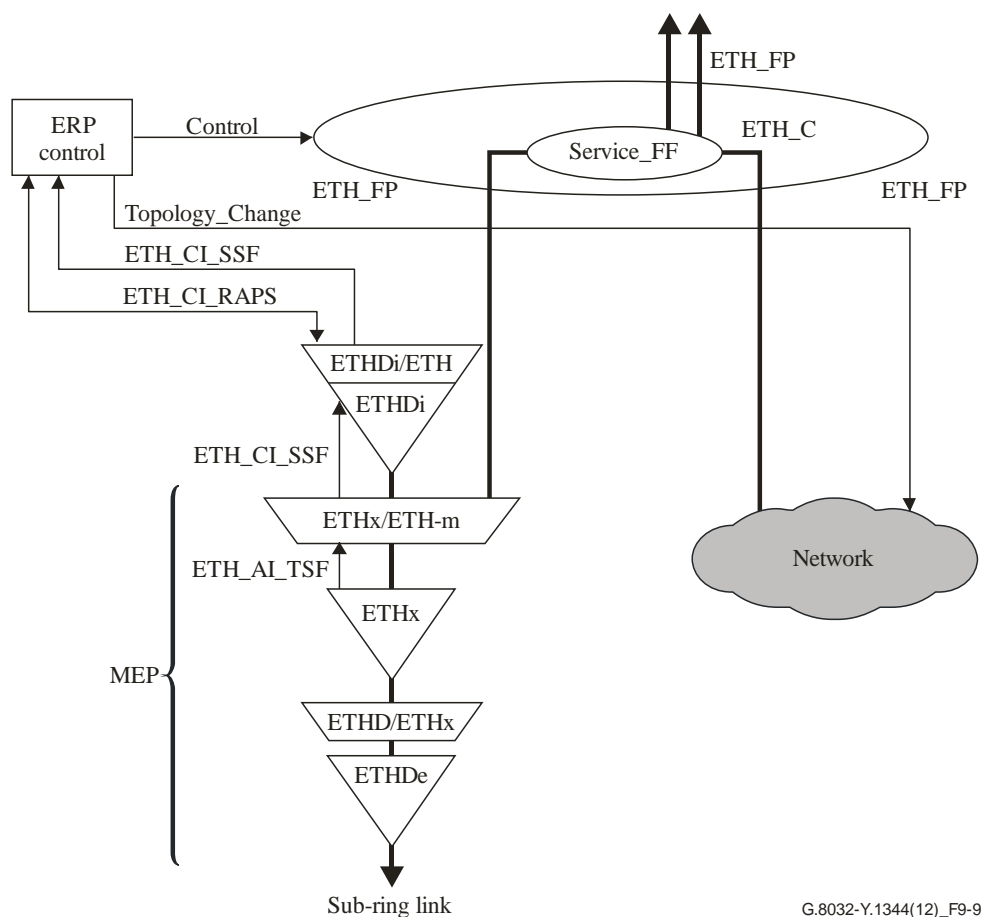 ETH_FP
ERP
control
Control
ETH_C
Service_FF
ETH_FP
ETH_FP
Topology_Change
ETH_CI_SSF
ETH_CI_RAPS
ETHDi/ETH
ETHDi
ETH_CI_SSF
ETHx/ETH-m
ETH_AI_TSF
Network
ETHx
MEP
ETHD/ETHx
ETHDe
Sub-ring link
G.8032-Y.1344(12)_F9-9